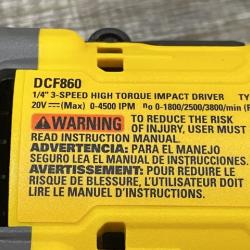 DCF860
1/4" 3-SPEED HIGH TORQUE IMPACT DRIVER TY
20V⎓(Max) 0-4500 IPM n₀ 0-1800/2500/3800/min (R
⚠WARNING TO REDUCE THE RISK
OF INJURY, USER MUST
READ INSTRUCTION MANUAL.
ADVERTENCIA: PARA EL MANEJO
SEGURO LEA EL MANUAL DE INSTRUCCIONES.
AVERTISSEMENT: POUR RÉDUIRE LE
RISQUE DE BLESSURE, L'UTILISATEUR DOIT
LIRE LE MANUEL D'INSTRUCTIONS.